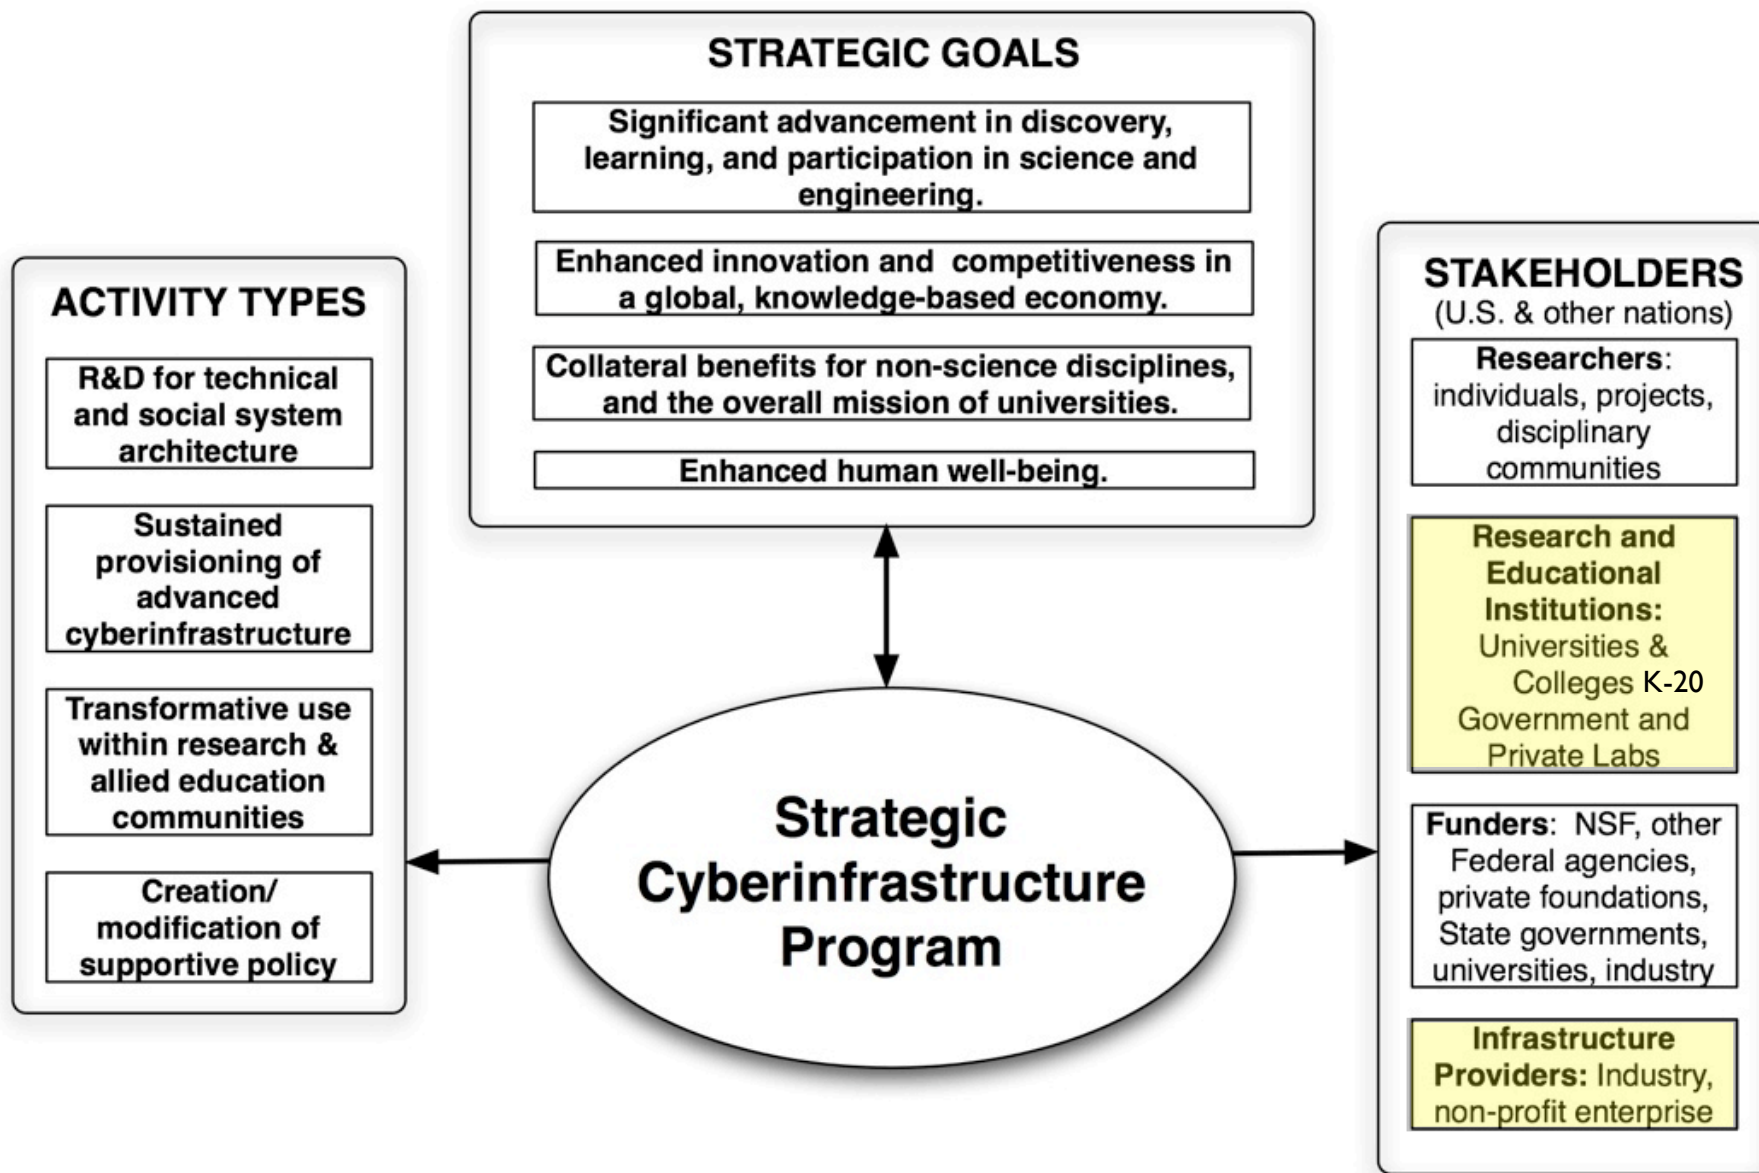 STRATEGIC GOALS
Significant advancement in discovery,
learning, and participation in science and
engineering.
Enhanced innovation and  competitiveness in
a global, knowledge-based economy.
Collateral benefits for non-science disciplines,
and the overall mission of universities.
Enhanced human well-being.
ACTIVITY TYPES
R&D for technical
and social system
architecture
Sustained
provisioning of
advanced
cyberinfrastructure
Transformative use
within research &
allied education
communities
Creation/
modification of
supportive policy
Strategic
Cyberinfrastructure
Program
STAKEHOLDERS
(U.S. & other nations)
Researchers:
individuals, projects,
disciplinary
communities
Research and
Educational
Institutions:
Universities &
Colleges K-20
Government and
Private Labs
Funders:  NSF, other
Federal agencies,
private foundations,
State governments,
universities, industry
Infrastructure
Providers: Industry,
non-profit enterprise